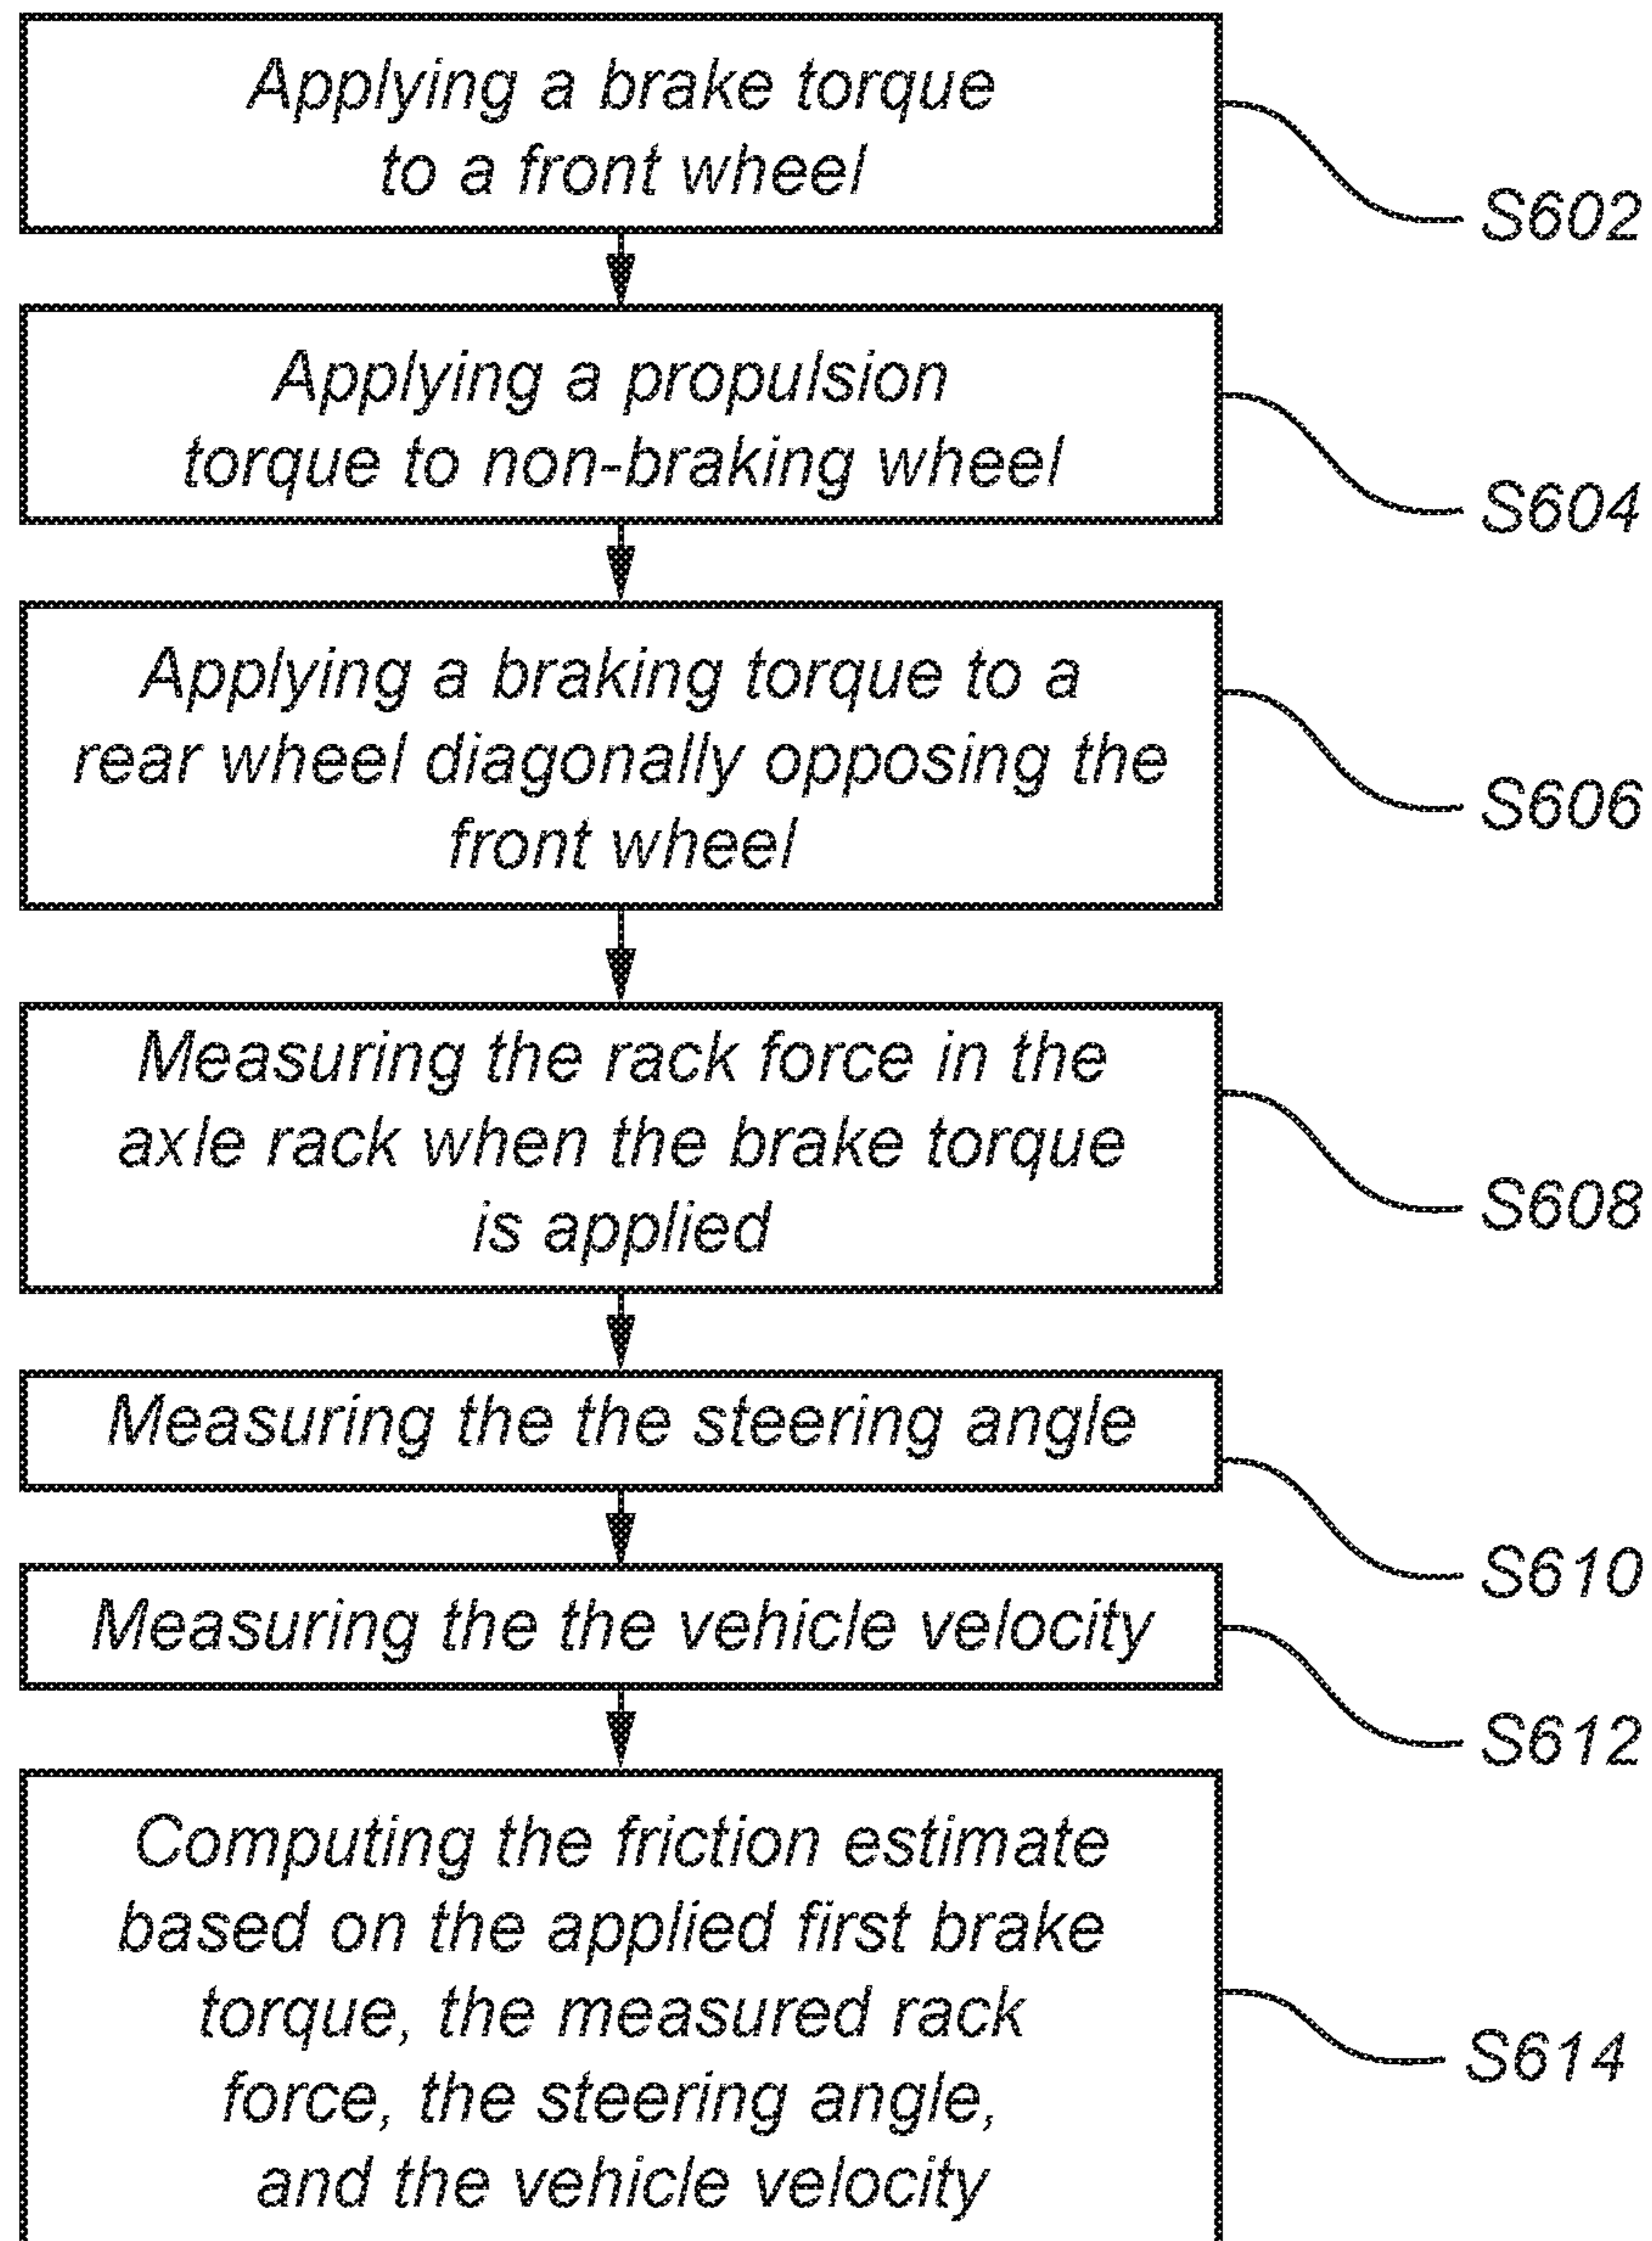 Applying a brake torque
to a front wheel
S602
Applying a propulsion
torque to non-braking wheel
S604
Applying a braking torque to a
rear wheel diagonally opposing the
front wheel
S606
Measuring the rack force in the
axle rack when the brake torque
is applied
S608
Measuring the the steering angle
S610
Measuring the the vehicle velocity
S612
Computing the friction estimate
based on the applied first brake
torque, the measured rack
force, the steering angle,
and the vehicle velocity
S614